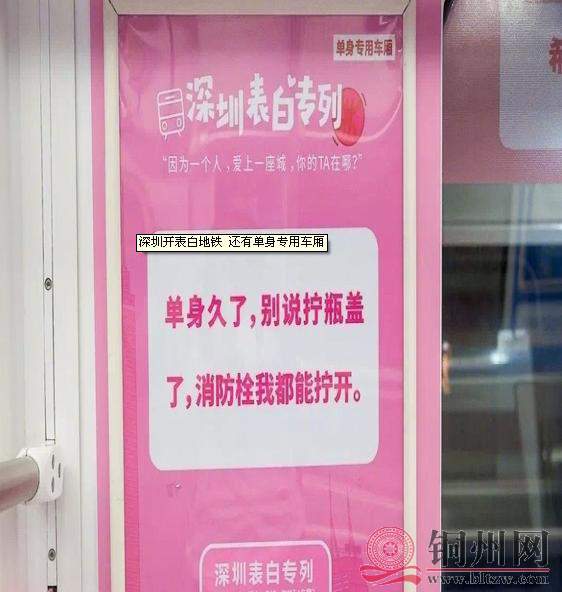 单身专用车厢
深圳表白专列
“因为一个人，爱上一座城，你的TA在哪？”
深圳开表白地铁 还有单身专用车厢
单身久了，别说拧瓶盖
了，消防栓我都能拧开。
深圳表白专列
铜州网
www.bltzw.com